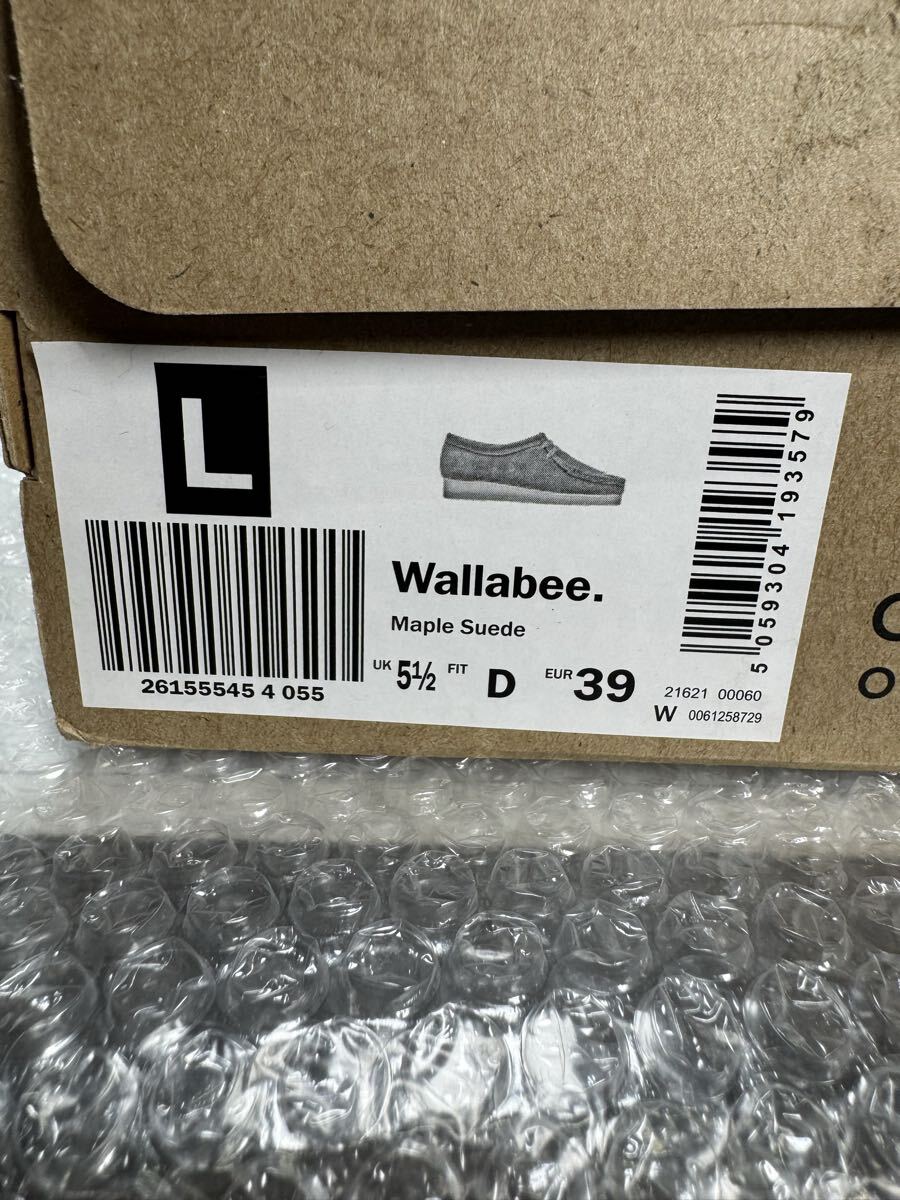 L
26155545 4 055
Wallabee.
Maple Suede
UK 5½ FIT D EUR 39
5 059304 193579
21621 00060
W 0061258729